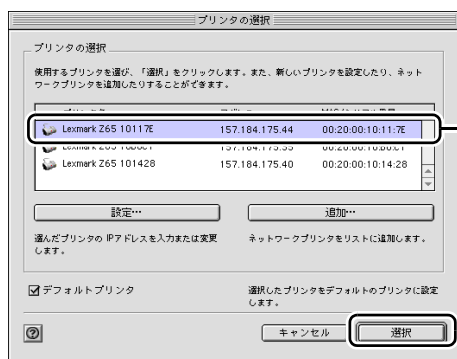 プリンタの選択
プリンタの選択
使用するプリンタを選び、「選択」をクリックします。また、新しいプリンタを設定したり、ネット
ワークプリンタを追加したりすることができます。
Lexmark Z65 10117E 157.184.175.44 00:20:00:10:11:7E
Lexmark Z65 101428 157.184.175.40 00:20:00:10:14:28
設定… 追加…
選んだプリンタの IPアドレスを入力または変更 ネットワークプリンタをリストに追加します。
します。
デフォルトプリンタ 選択したプリンタをデフォルトのプリンタに設定
します。
? キャンセル 選択